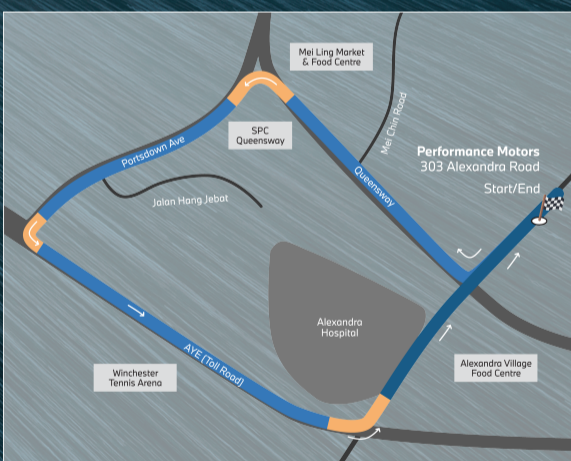 Mei Ling Market
& Food Centre
Mei Chin Road
SPC
Queensway
Portsdown Ave
Performance Motors
303 Alexandra Road
Start/End
Queensway
Jalan Hang Jebat
Alexandra
Hospital
AYE (Toll Road)
Winchester
Tennis Arena
Alexandra Village
Food Centre